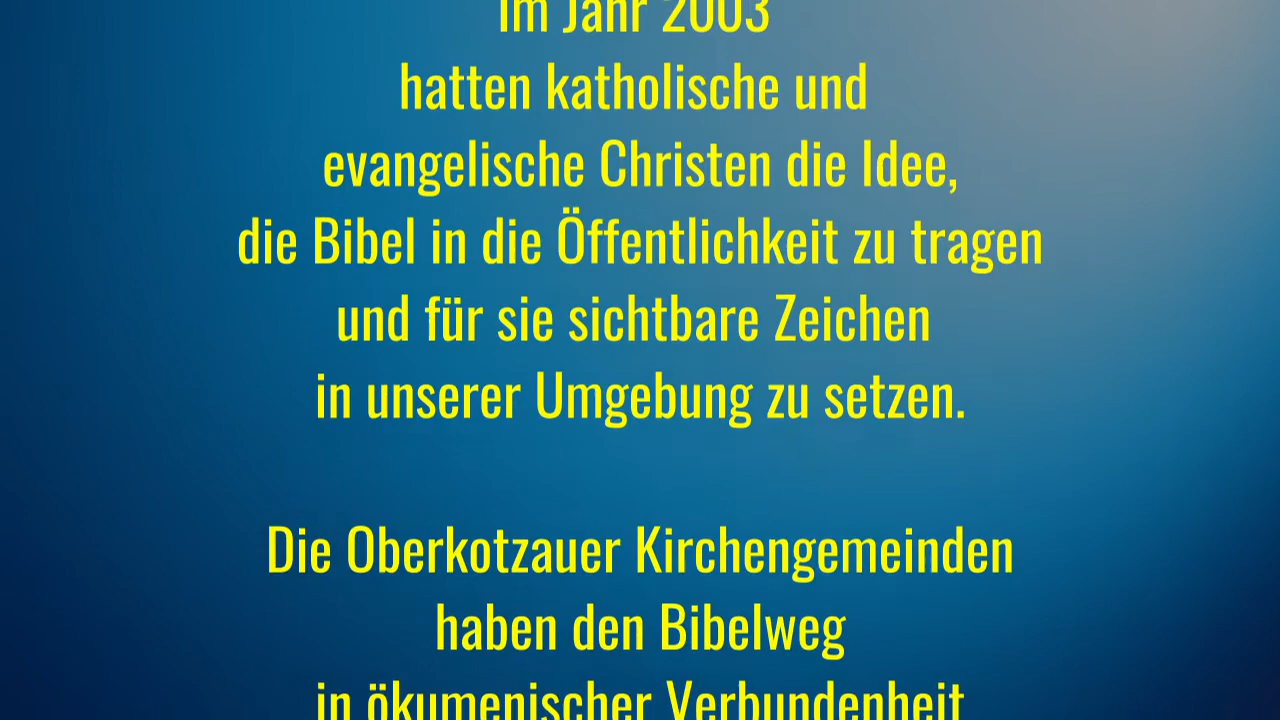 Im Jahr 2003
hatten katholische und
evangelische Christen die Idee,
die Bibel in die Öffentlichkeit zu tragen
und für sie sichtbare Zeichen
in unserer Umgebung zu setzen.
Die Oberkotzauer Kirchengemeinden
haben den Bibelweg
in ökumenischer Verbundenheit